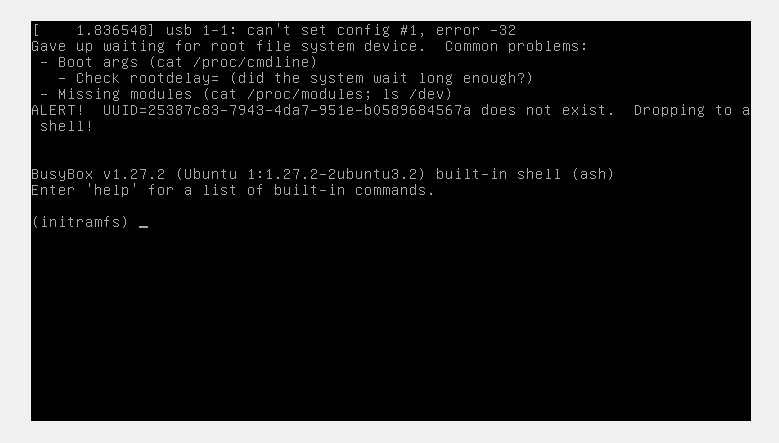 [    1.836548] usb 1-1: can't set config #1, error -32
Gave up waiting for root file system device.  Common problems:
 - Boot args (cat /proc/cmdline)
   - Check rootdelay= (did the system wait long enough?)
 - Missing modules (cat /proc/modules; ls /dev)
ALERT!  UUID=25387c83-7943-4da7-951e-b0589684567a does not exist.  Dropping to a
 shell!
BusyBox v1.27.2 (Ubuntu 1:1.27.2-2ubuntu3.2) built-in shell (ash)
Enter 'help' for a list of built-in commands.
(initramfs) _